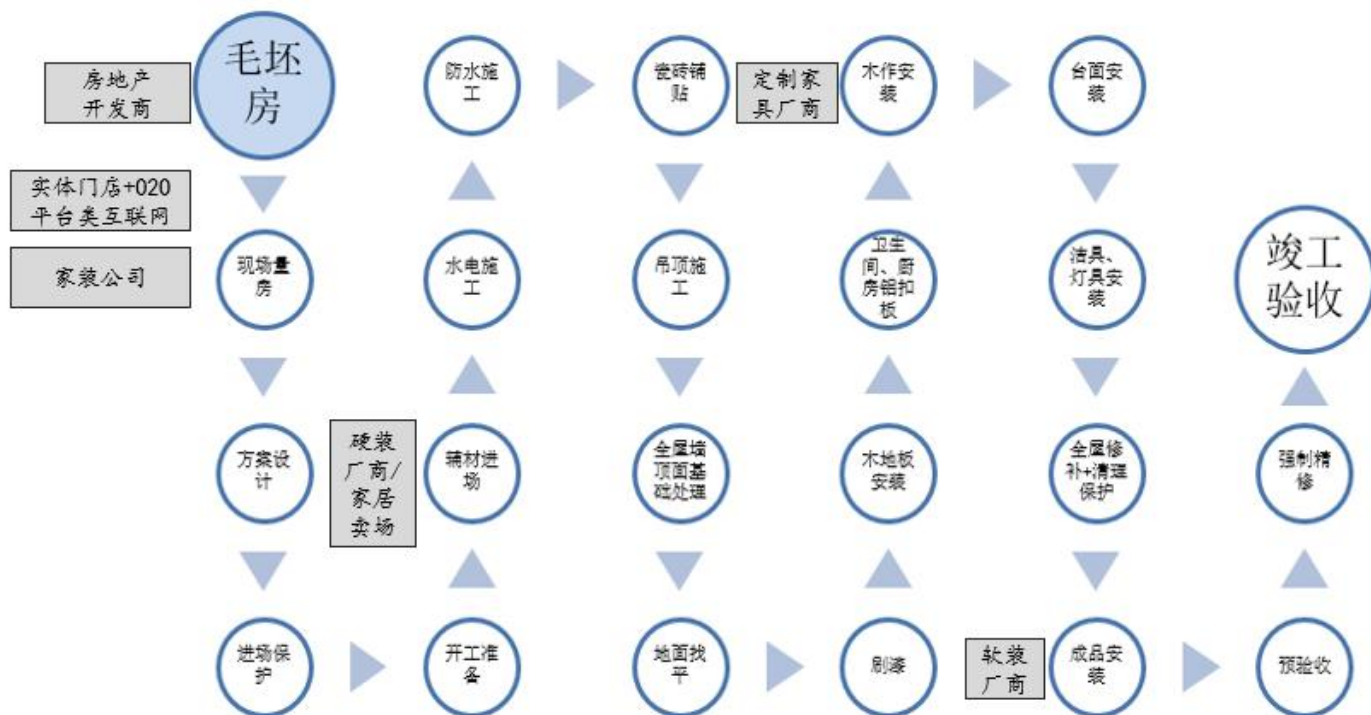 房地产
开发商
毛坯
房
实体门店+020
平台类互联网
家装公司
现场量
房
方案设
计
进场保
护
开工准
备
硬装
厂商/
家居
卖场
辅材进
场
水电施
工
防水施
工
瓷砖铺
贴
吊顶施
工
全屋墙
顶面基
础处理
地面找
平
刷漆
木地板
安装
卫生
间、厨
房铝扣
板
定制家
具厂商
木作安
装
台面安
装
洁具、
灯具安
装
全屋修
补+清理
保护
软装
厂商
成品安
装
预验收
强制精
修
竣工
验收